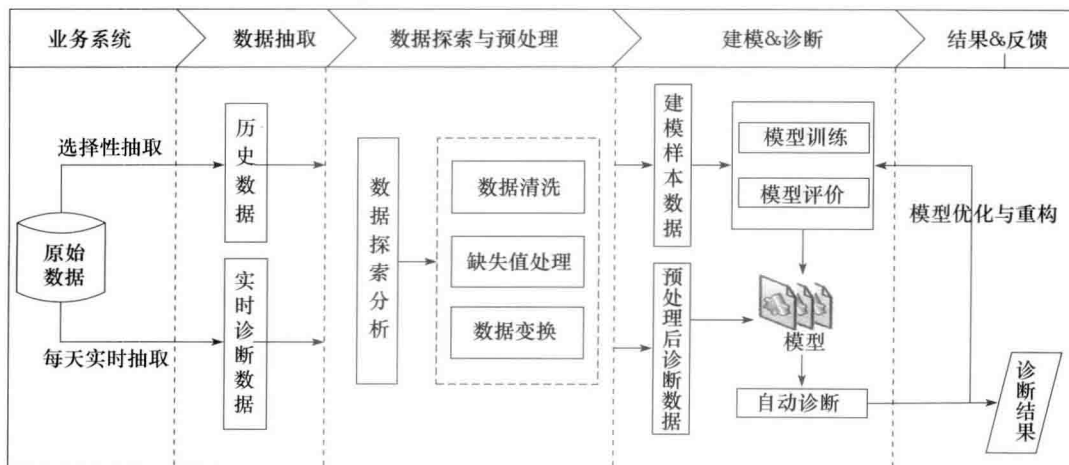 业务系统
数据抽取
数据探索与预处理
建模&诊断
结果&反馈
选择性抽取
原始
数据
每天实时抽取
历史数据
实时诊断数据
数据探索分析
数据清洗
缺失值处理
数据变换
建模样本数据
预处理后诊断数据
模型训练
模型评价
模型
自动诊断
模型优化与重构
诊断结果